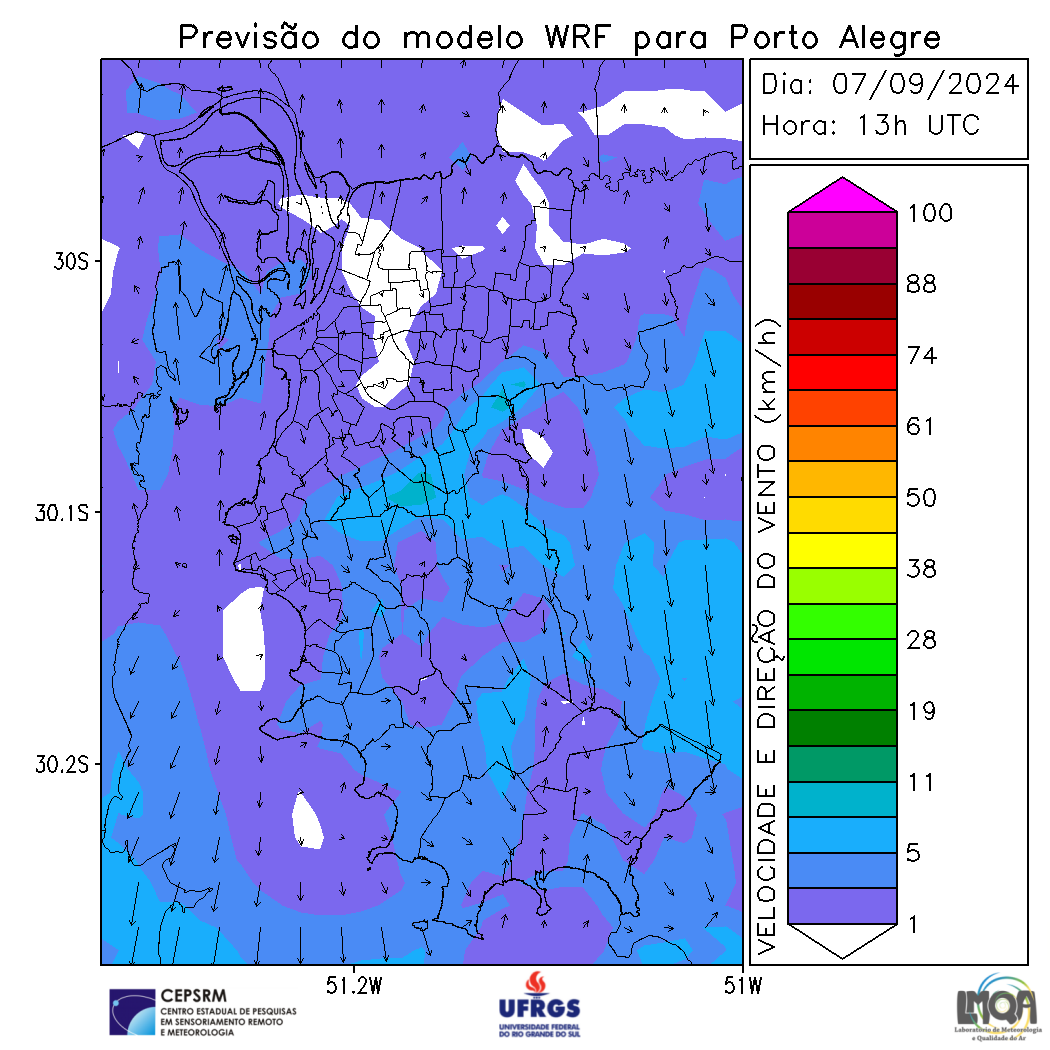 Previsão do modelo WRF para Porto Alegre
Dia: 07/09/2024
Hora: 13h UTC
30S
30.1S
30.2S
51.2W
51W
VELOCIDADE E DIREÇÃO DO VENTO (km/h)
100
88
74
61
50
38
28
19
11
5
1
CEPSRM
CENTRO ESTADUAL DE PESQUISAS
EM SENSORIAMENTO REMOTO
E METEOROLOGIA
UFRGS
UNIVERSIDADE FEDERAL
DO RIO GRANDE DO SUL
LMQA
Laboratório de Meteorologia
e Qualidade do Ar